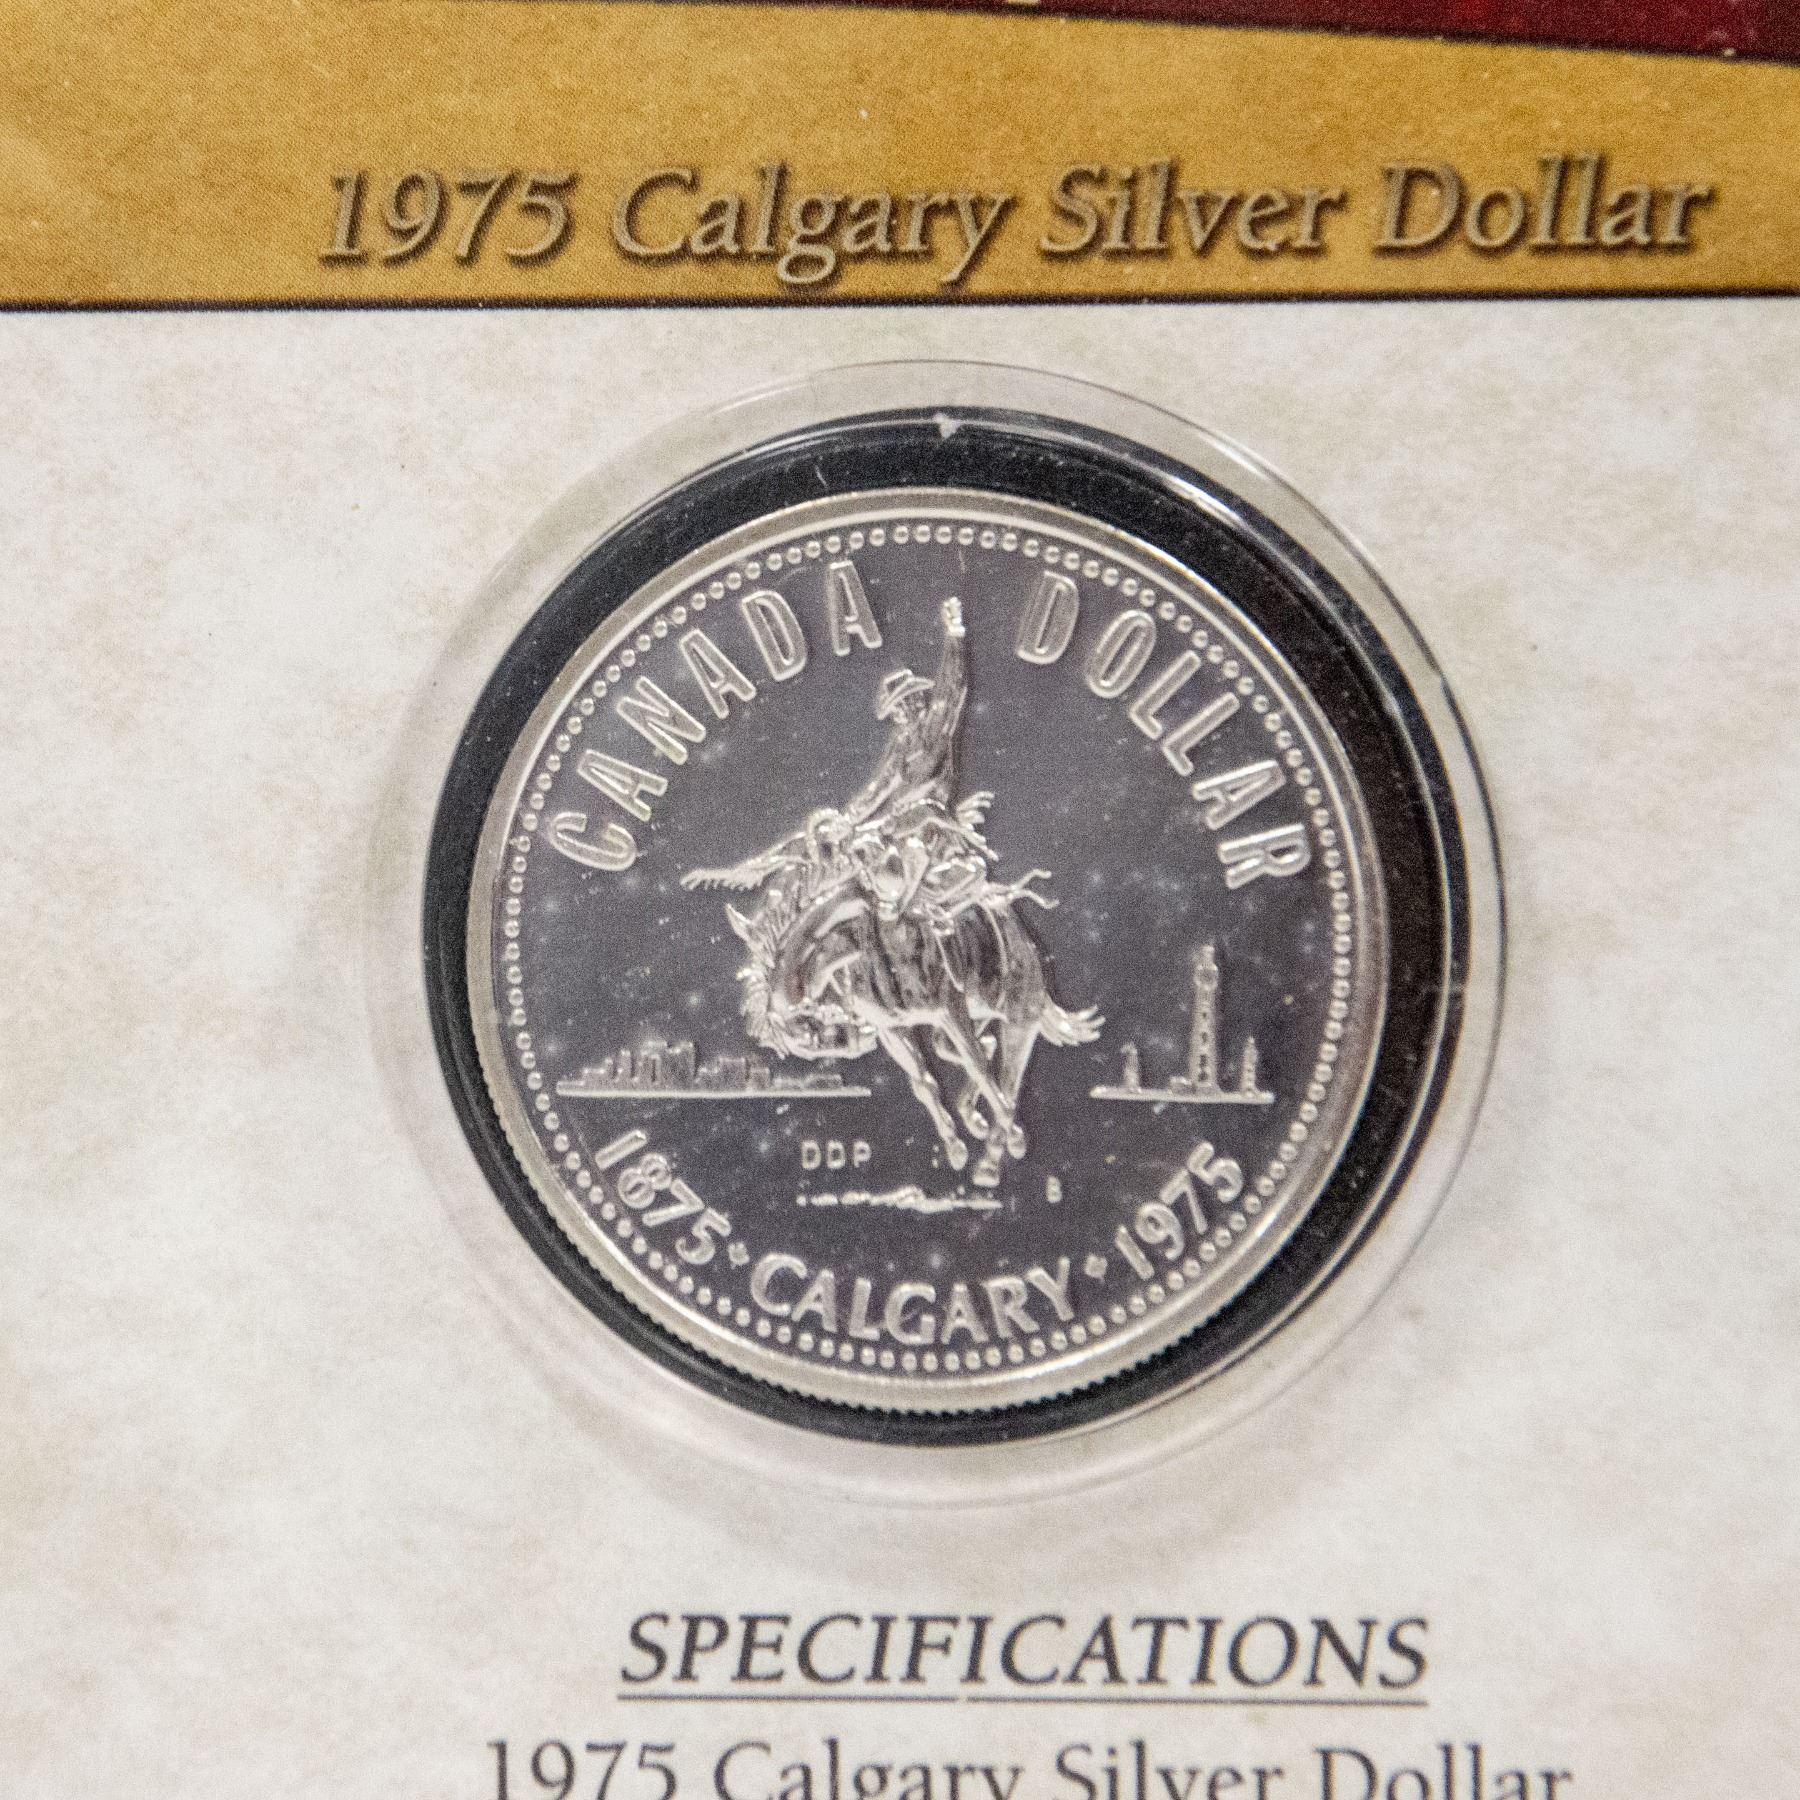 1975 Calgary Silver Dollar
CANADA DOLLAR
DDP
B
1875 · CALGARY · 1975
SPECIFICATIONS
1975 Calgary Silver Dollar